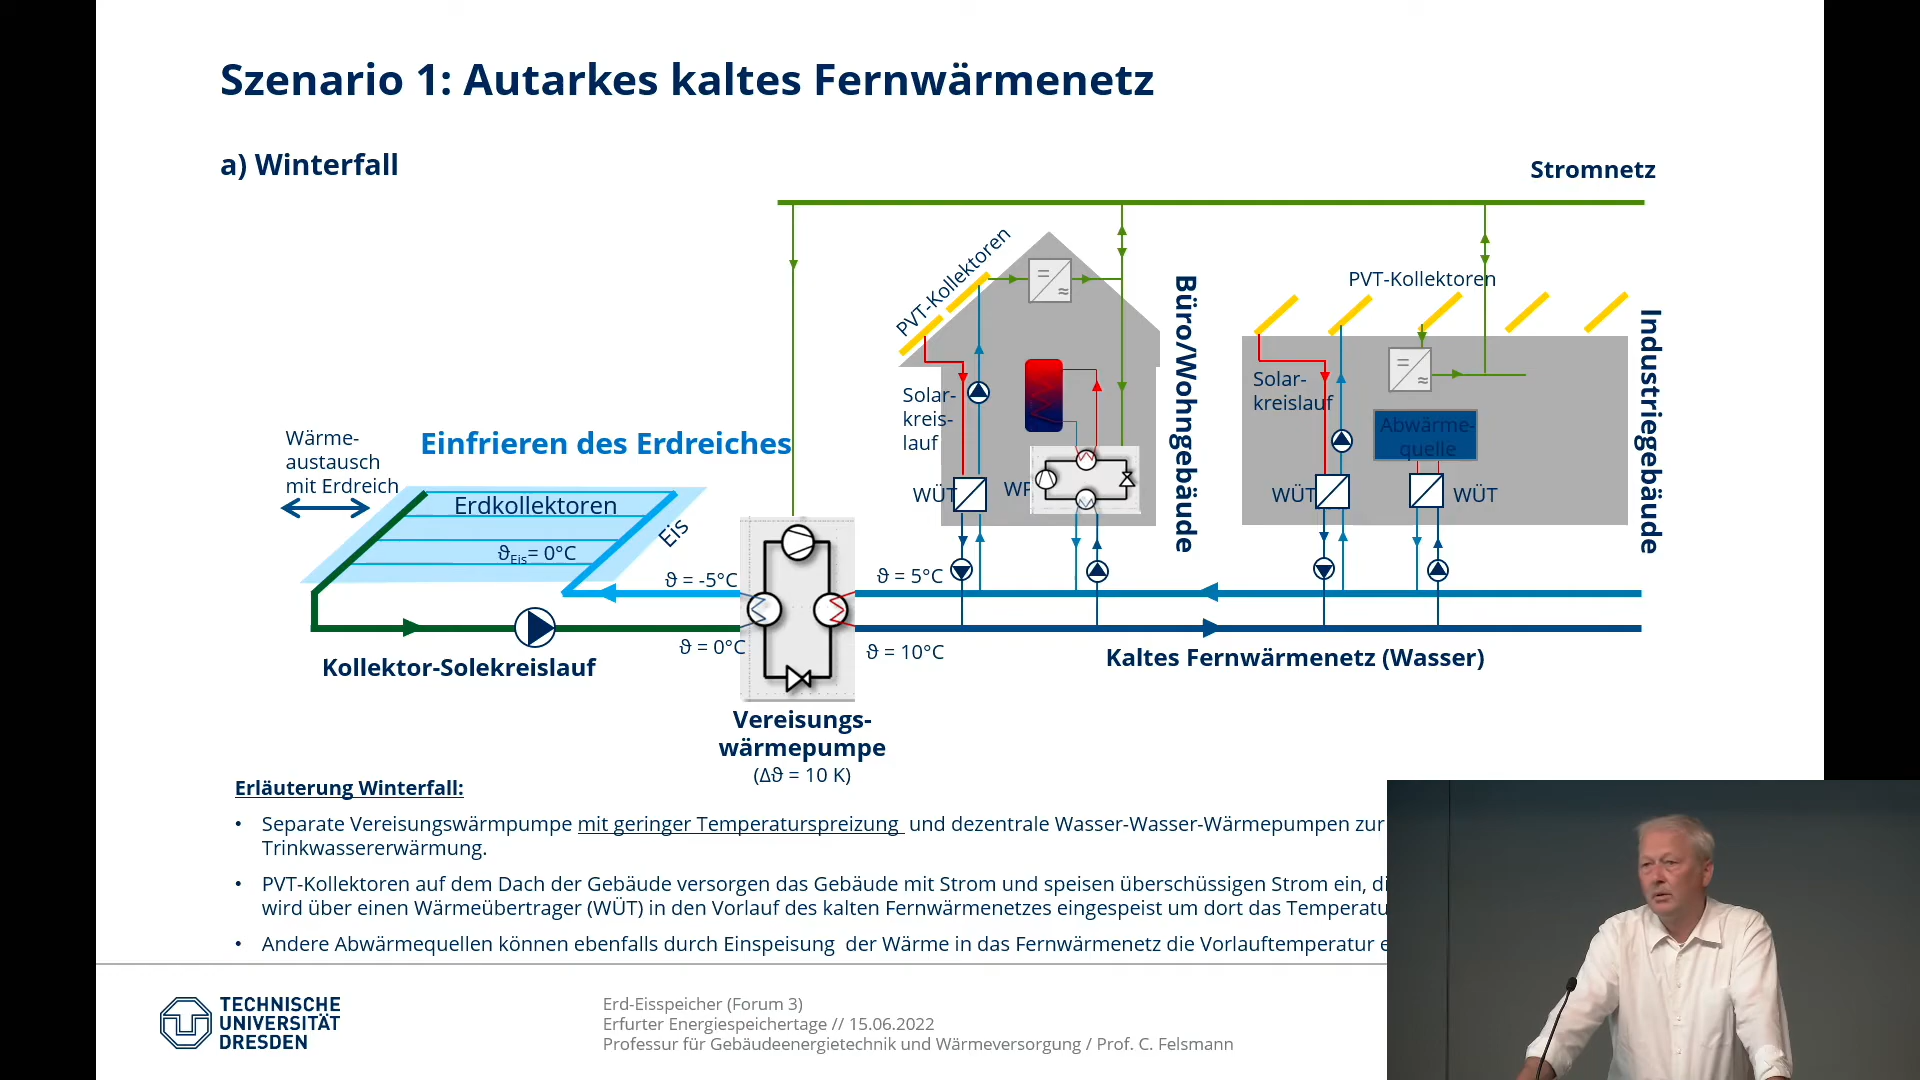 Szenario 1: Autarkes kaltes Fernwärmenetz
a) Winterfall
Stromnetz
PVT-Kollektoren
PVT-Kollektoren
Büro/Wohngebäude
Industriegebäude
Solar-
kreis-
lauf
Solar-
kreislauf
Abwärme-
quelle
Wärme-
austausch
mit Erdreich
Einfrieren des Erdreiches
Erdkollektoren
ϑEis= 0°C
Eis
WÜT
WÜT
WÜT
ϑ = -5°C
ϑ = 5°C
ϑ = 0°C
ϑ = 10°C
Kollektor-Solekreislauf
Kaltes Fernwärmenetz (Wasser)
Vereisungs-
wärmepumpe
(Δϑ = 10 K)
Erläuterung Winterfall:
• Separate Vereisungswärmpumpe mit geringer Temperaturspreizung und dezentrale Wasser-Wasser-Wärmepumpen zur
Trinkwassererwärmung.
• PVT-Kollektoren auf dem Dach der Gebäude versorgen das Gebäude mit Strom und speisen überschüssigen Strom ein,
wird über einen Wärmeübertrager (WÜT) in den Vorlauf des kalten Fernwärmenetzes eingespeist um dort das
• Andere Abwärmequellen können ebenfalls durch Einspeisung der Wärme in das Fernwärmenetz die Vorlauftemperatur
TECHNISCHE
UNIVERSITÄT
DRESDEN
Erd-Eisspeicher (Forum 3)
Erfurter Energiespeichertage // 15.06.2022
Professur für Gebäudeenergietechnik und Wärmeversorgung / Prof. C. Felsmann